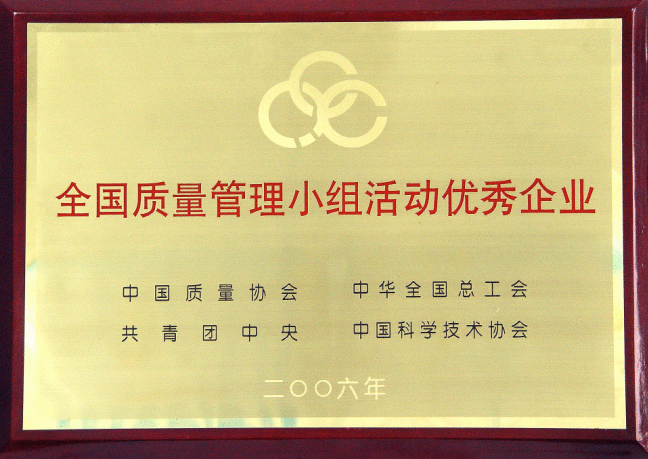 全国质量管理小组活动优秀企业
中国质量协会 中华全国总工会
共青团中央 中国科学技术协会
二〇〇六年